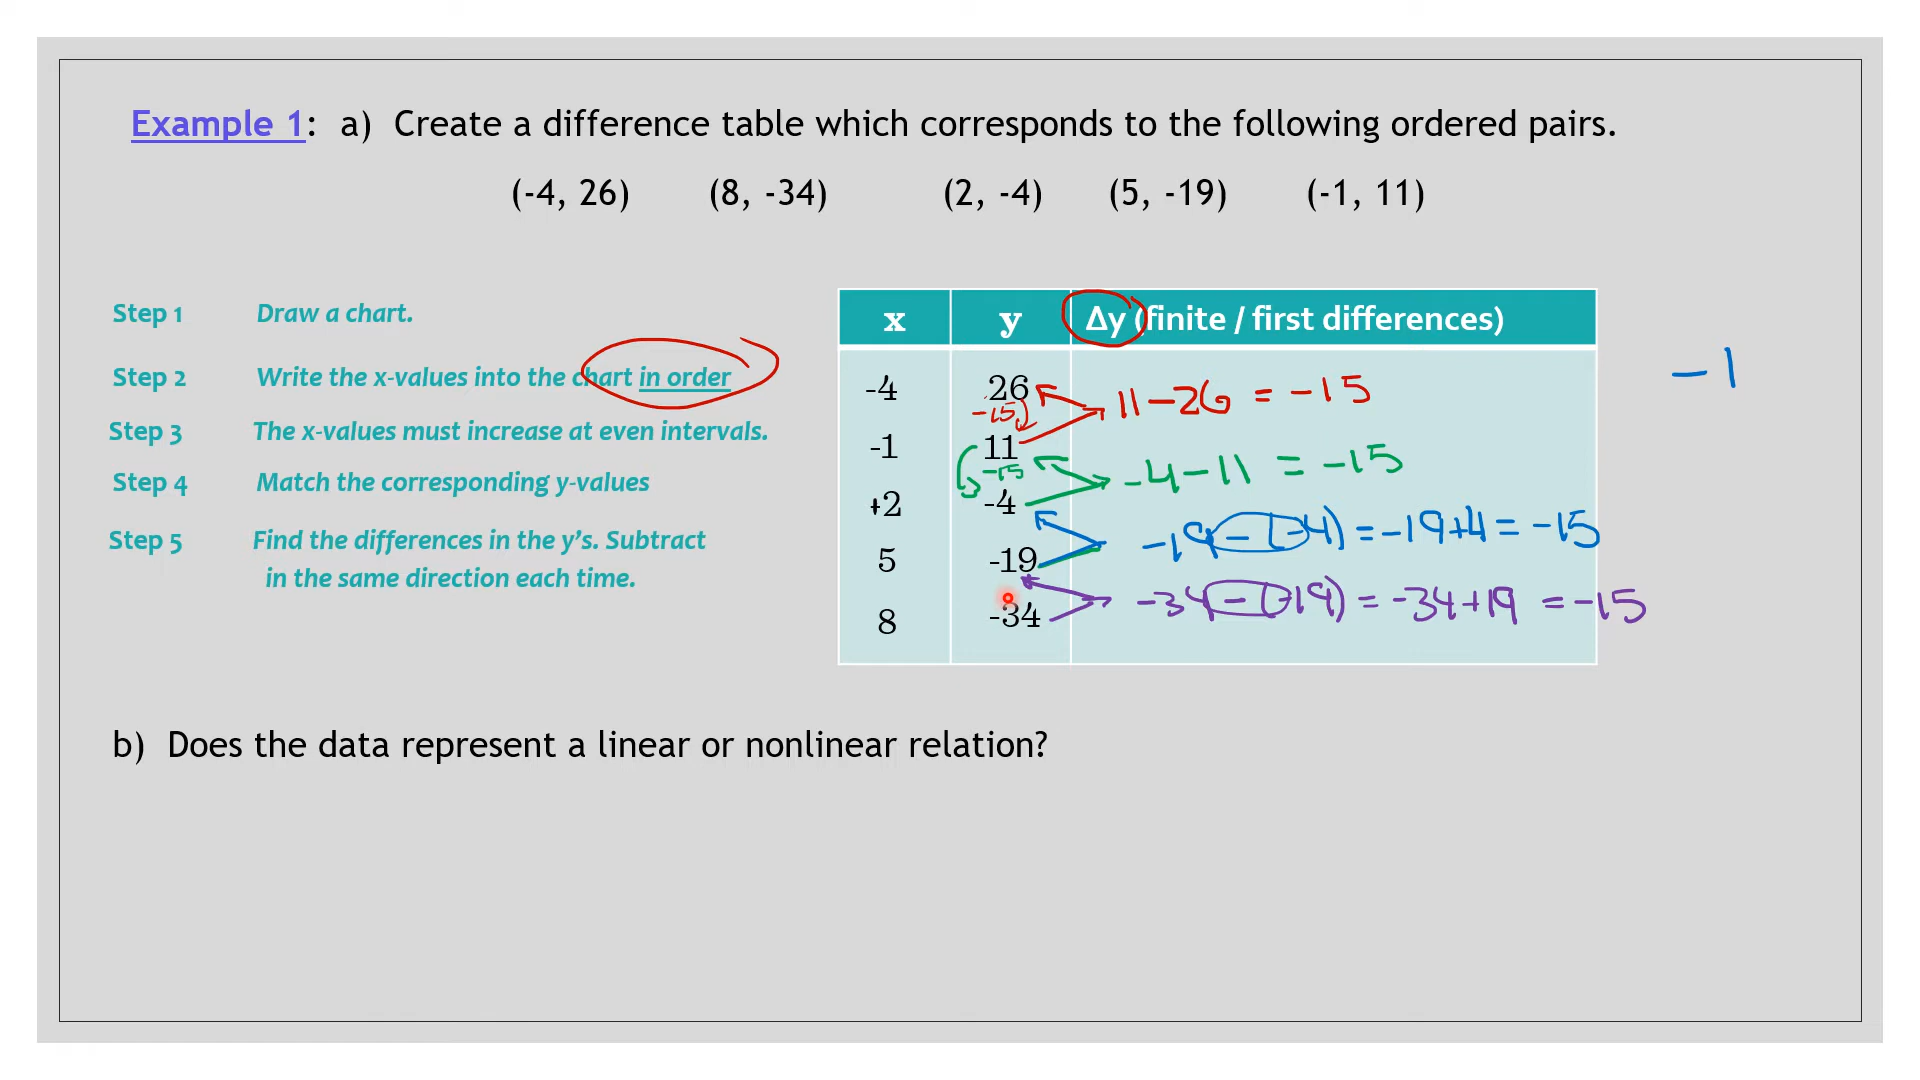 Example 1: a) Create a difference table which corresponds to the following ordered pairs.
(-4, 26) (8, -34) (2, -4) (5, -19) (-1, 11)
Step 1 Draw a chart.
Step 2 Write the x-values into the chart in order
Step 3 The x-values must increase at even intervals.
Step 4 Match the corresponding y-values
Step 5 Find the differences in the y's. Subtract
in the same direction each time.
x y Δy (finite / first differences)
-4 26 11 - 26 = -15
-15
-1 11 -4 - 11 = -15
-15
+2 -4 -19 - (-4) = -19+4 = -15
5 -19 -34 - (-19) = -34+19 = -15
8 -34
-1
b) Does the data represent a linear or nonlinear relation?